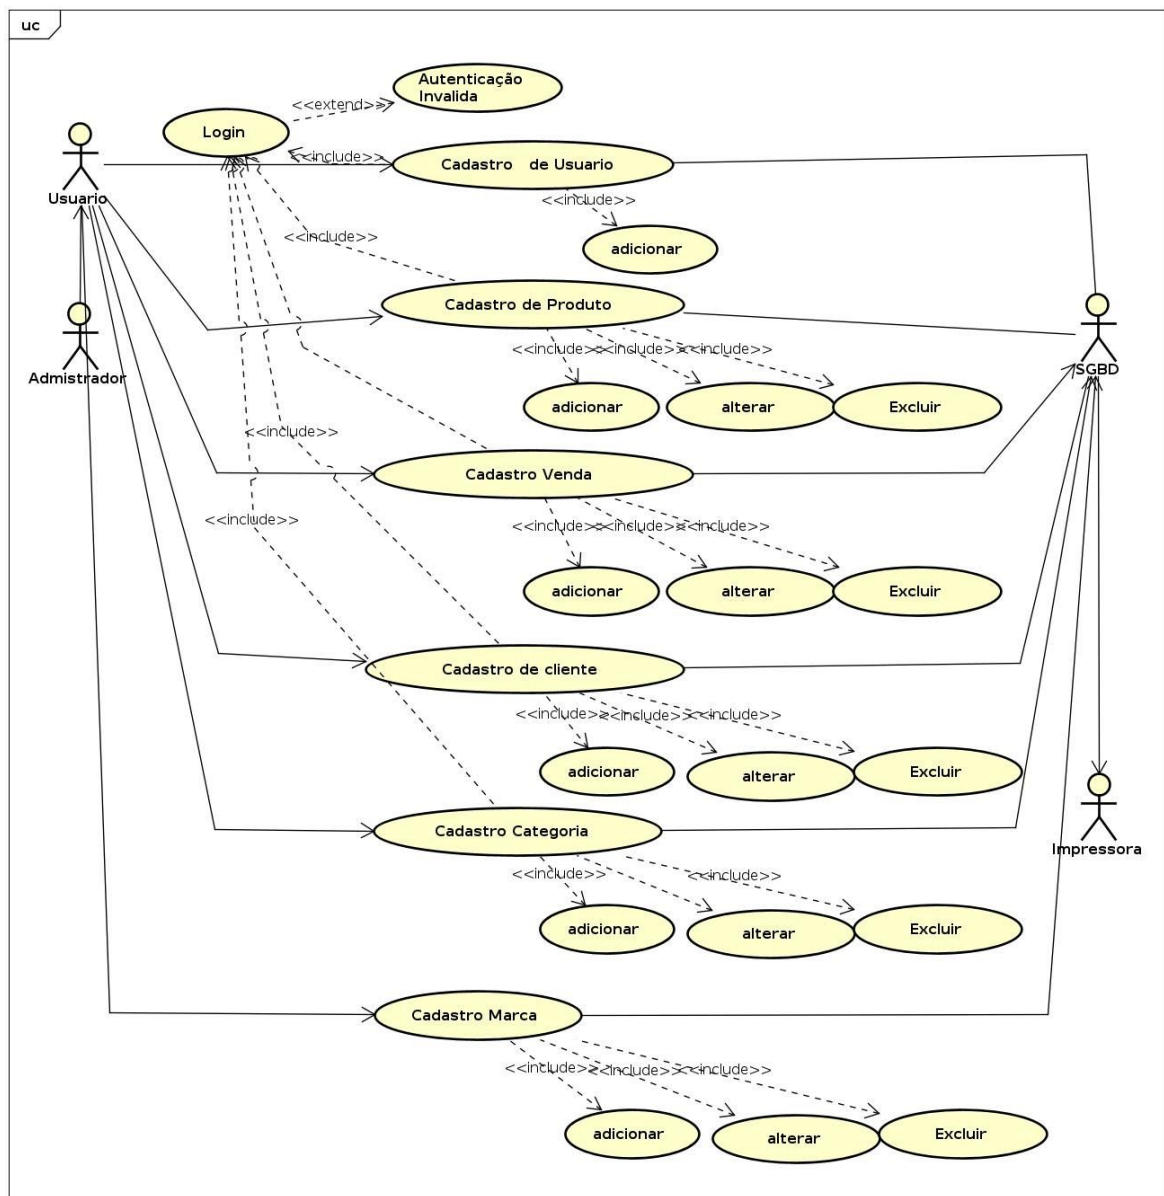 uc
Autenticação
Invalida
<<extend>>
Login
<<include>>
Cadastro de Usuario
Usuario
<<include>>
<<include>>
adicionar
Cadastro de Produto
Admistrador
<<include>>
<<include>>
<<include>>
SGBD
adicionar
alterar
Excluir
<<include>>
Cadastro Venda
<<include>>
<<include>>
<<include>>
<<include>>
adicionar
alterar
Excluir
Cadastro de cliente
<<include>>
<<include>>
<<include>>
adicionar
alterar
Excluir
Cadastro Categoria
Impressora
<<include>>
<<include>>
adicionar
alterar
Excluir
Cadastro Marca
<<include>>
<<include>>
<<include>>
adicionar
alterar
Excluir